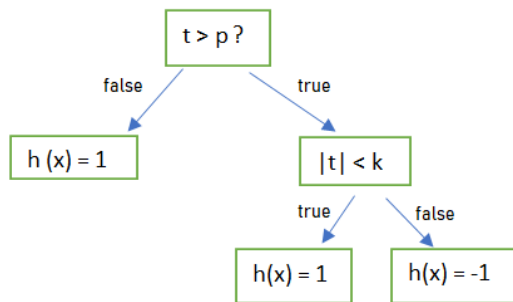 t > p ?
false
true
h (x) = 1
|t| < k
true
false
h(x) = 1
h(x) = -1